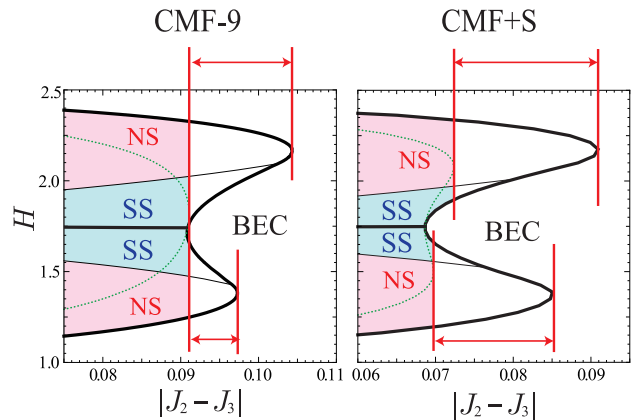 CMF-9
CMF+S
2.5
2.0
1.5
1.0
H
NS
SS
SS
NS
BEC
0.08
0.09
0.10
0.11
|J₂ – J₃|
NS
SS
SS
NS
BEC
0.06
0.07
0.08
0.09
|J₂ – J₃|